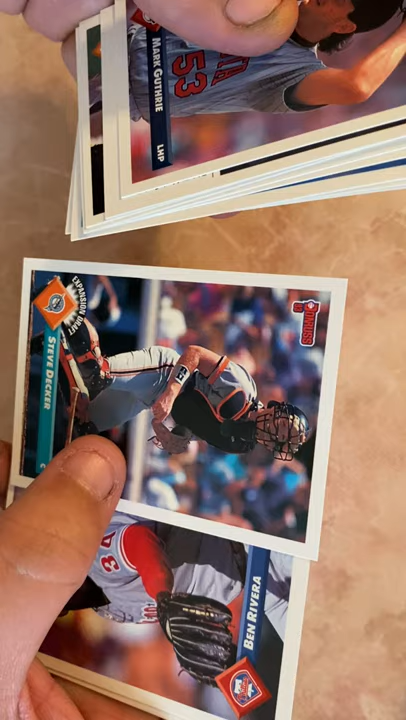 MARK GUTHRIE
LHP
53
EXPANSION DRAFT
STEVE DECKER
C
DONRUSS
BEN RIVERA
34